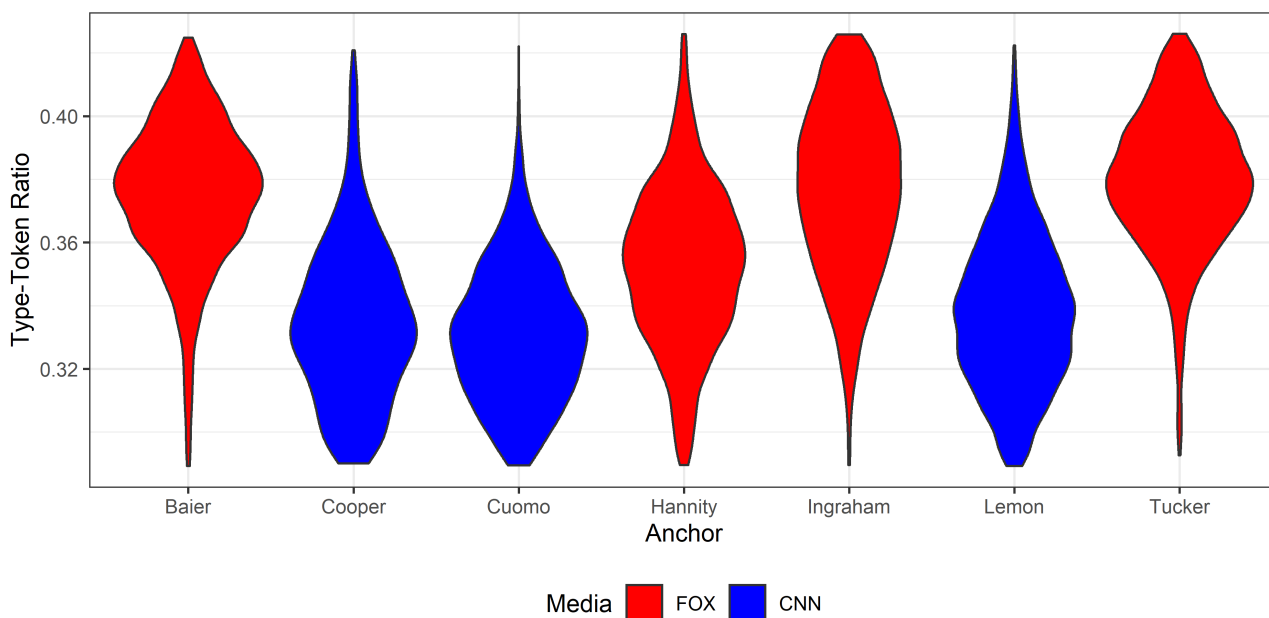 Type-Token Ratio
0.40
0.36
0.32
Baier Cooper Cuomo Hannity Ingraham Lemon Tucker
Anchor
Media FOX CNN